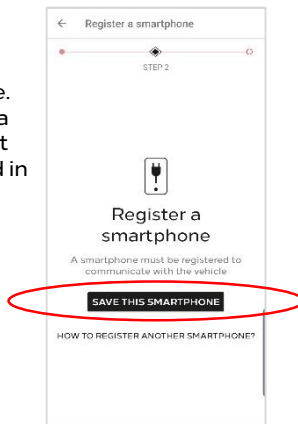 ← Register a smartphone
STEP 2
e.
a
t
d in
Register a
smartphone
A smartphone must be registered to
communicate with the vehicle
SAVE THIS SMARTPHONE
HOW TO REGISTER ANOTHER SMARTPHONE?